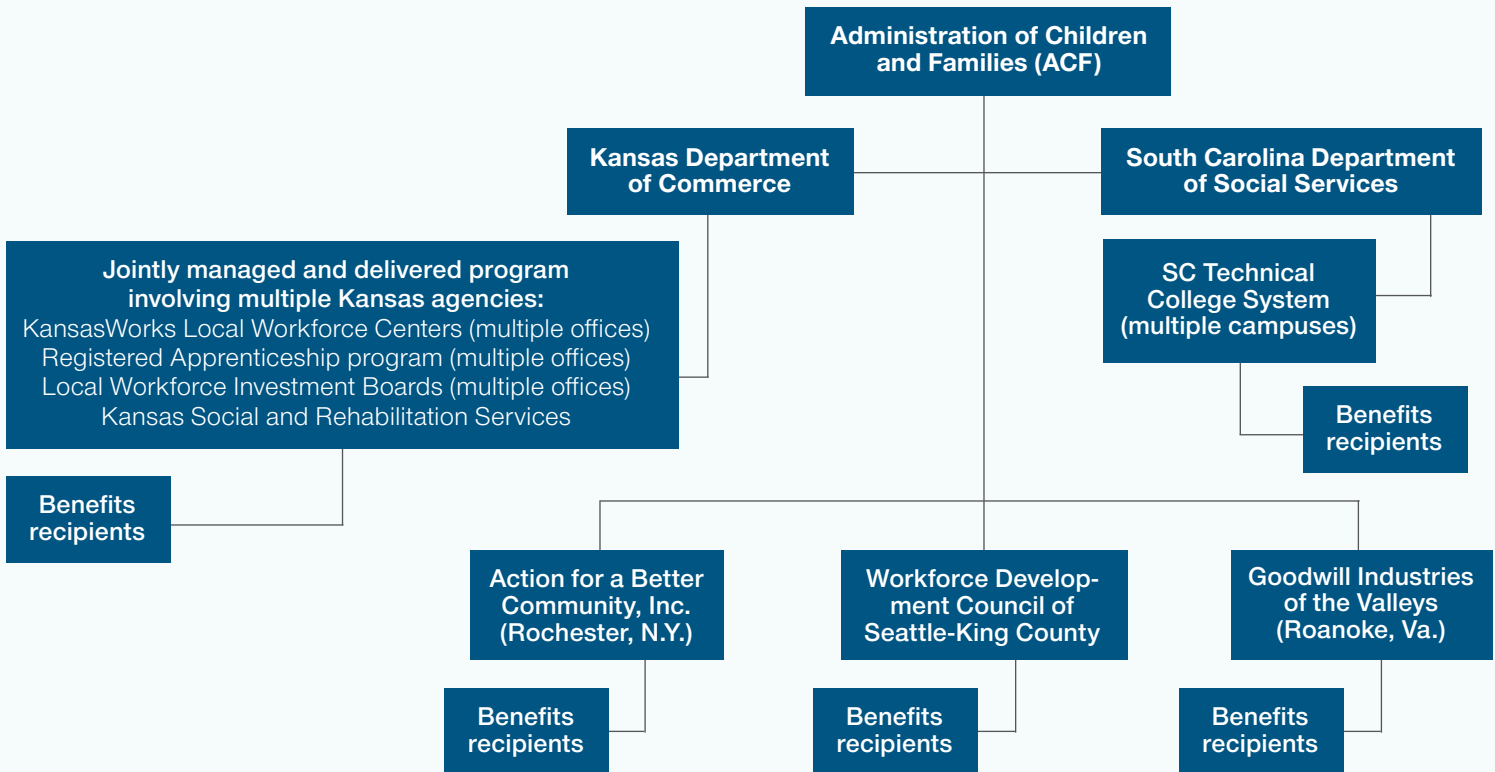 Administration of Children
and Families (ACF)
Kansas Department
of Commerce
South Carolina Department
of Social Services
Jointly managed and delivered program
involving multiple Kansas agencies:
KansasWorks Local Workforce Centers (multiple offices)
Registered Apprenticeship program (multiple offices)
Local Workforce Investment Boards (multiple offices)
Kansas Social and Rehabilitation Services
SC Technical
College System
(multiple campuses)
Benefits
recipients
Benefits
recipients
Action for a Better
Community, Inc.
(Rochester, N.Y.)
Workforce Develop-
ment Council of
Seattle-King County
Goodwill Industries
of the Valleys
(Roanoke, Va.)
Benefits
recipients
Benefits
recipients
Benefits
recipients